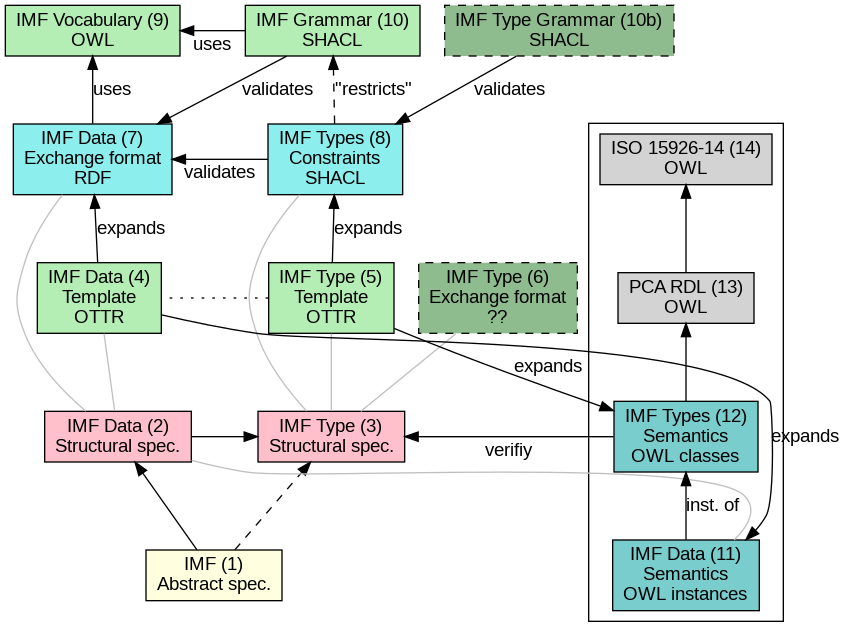 IMF Vocabulary (9)
OWL
IMF Grammar (10)
SHACL
IMF Type Grammar (10b)
SHACL
uses
uses
validates
"restricts"
validates
IMF Data (7)
Exchange format
RDF
IMF Types (8)
Constraints
SHACL
validates
ISO 15926-14 (14)
OWL
expands
expands
IMF Data (4)
Template
OTTR
IMF Type (5)
Template
OTTR
IMF Type (6)
Exchange format
??
PCA RDL (13)
OWL
expands
IMF Data (2)
Structural spec.
IMF Type (3)
Structural spec.
verifiy
IMF Types (12)
Semantics
OWL classes
expands
inst. of
IMF (1)
Abstract spec.
IMF Data (11)
Semantics
OWL instances